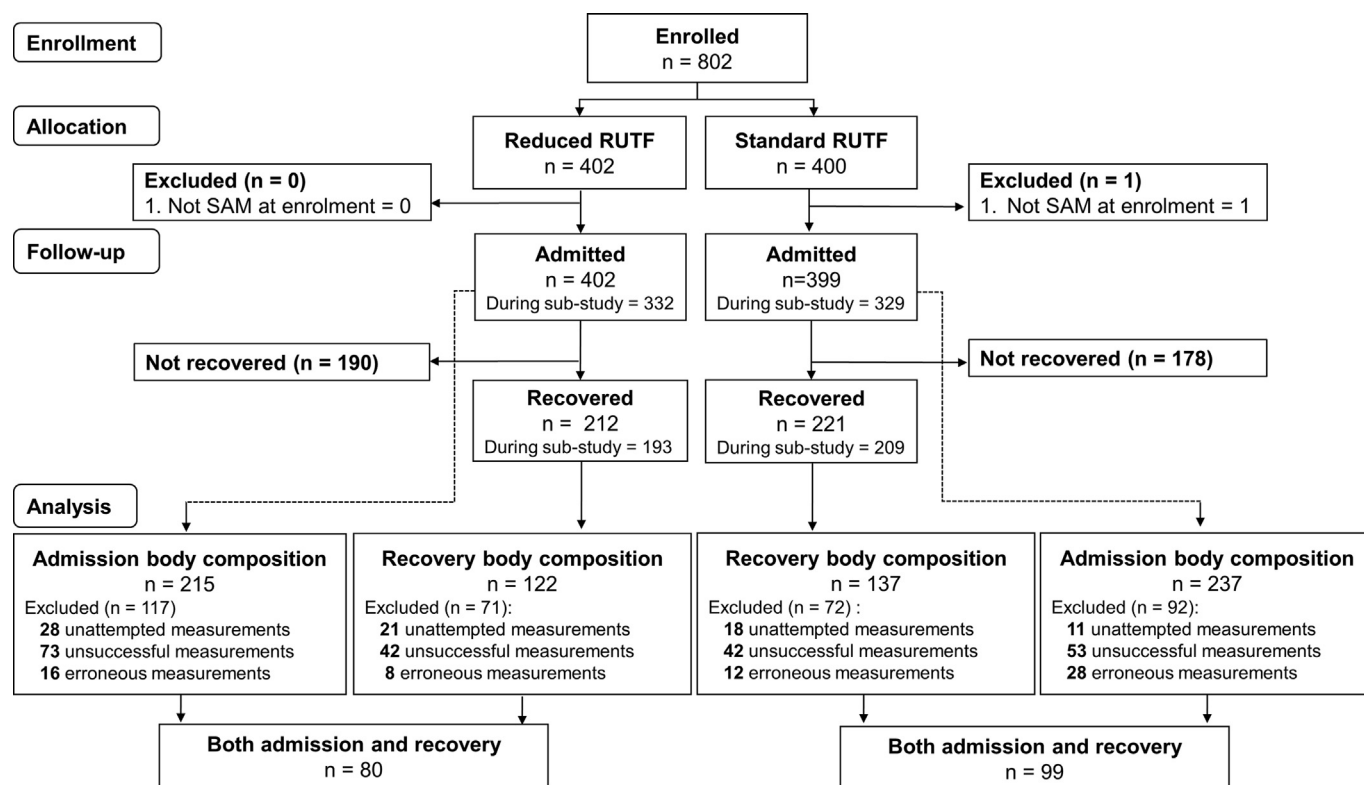 Enrollment
Enrolled
n = 802
Allocation
Reduced RUTF
n = 402
Standard RUTF
n = 400
Excluded (n = 0)
1. Not SAM at enrolment = 0
Excluded (n = 1)
1. Not SAM at enrolment = 1
Follow-up
Admitted
n = 402
During sub-study = 332
Admitted
n=399
During sub-study = 329
Not recovered (n = 190)
Not recovered (n = 178)
Recovered
n = 212
During sub-study = 193
Recovered
n = 221
During sub-study = 209
Analysis
Admission body composition
n = 215
Excluded (n = 117)
28 unattempted measurements
73 unsuccessful measurements
16 erroneous measurements
Recovery body composition
n = 122
Excluded (n = 71):
21 unattempted measurements
42 unsuccessful measurements
8 erroneous measurements
Recovery body composition
n = 137
Excluded (n = 72) :
18 unattempted measurements
42 unsuccessful measurements
12 erroneous measurements
Admission body composition
n = 237
Excluded (n = 92):
11 unattempted measurements
53 unsuccessful measurements
28 erroneous measurements
Both admission and recovery
n = 80
Both admission and recovery
n = 99